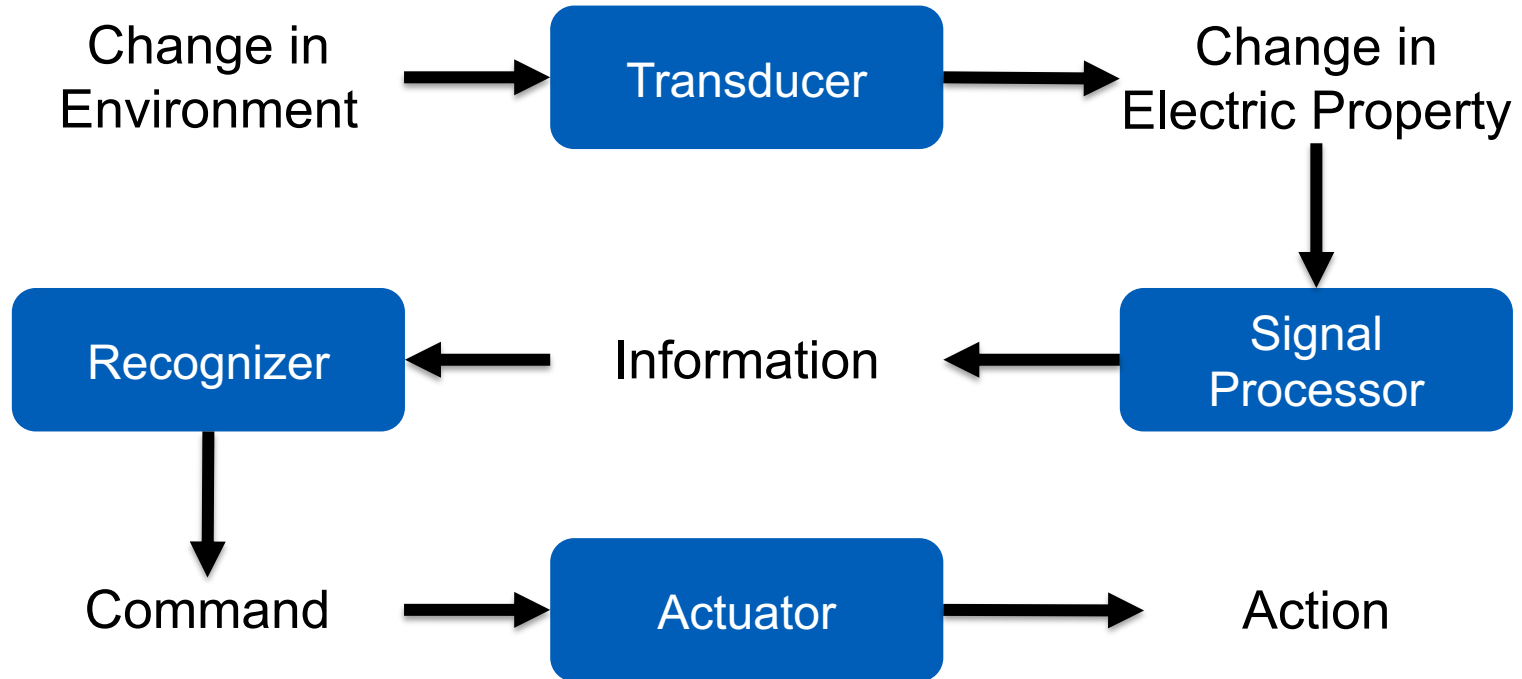 Change in
Environment
Transducer
Change in
Electric Property
Signal
Processor
Information
Recognizer
Command
Actuator
Action